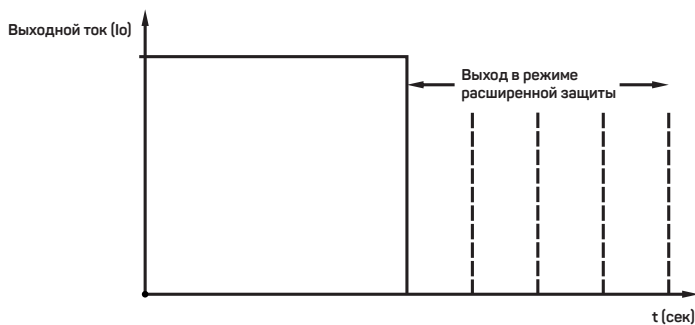 Выходной ток (Io)
Выход в режиме
расширенной защиты
t (сек)